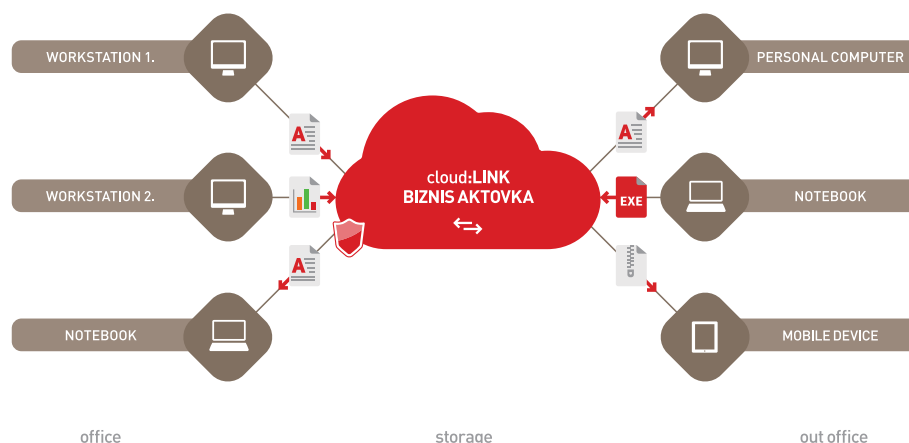 WORKSTATION 1.
PERSONAL COMPUTER
A
A
cloud:LINK
BIZNIS AKTOVKA
WORKSTATION 2.
EXE
NOTEBOOK
A
NOTEBOOK
MOBILE DEVICE
office
storage
out office